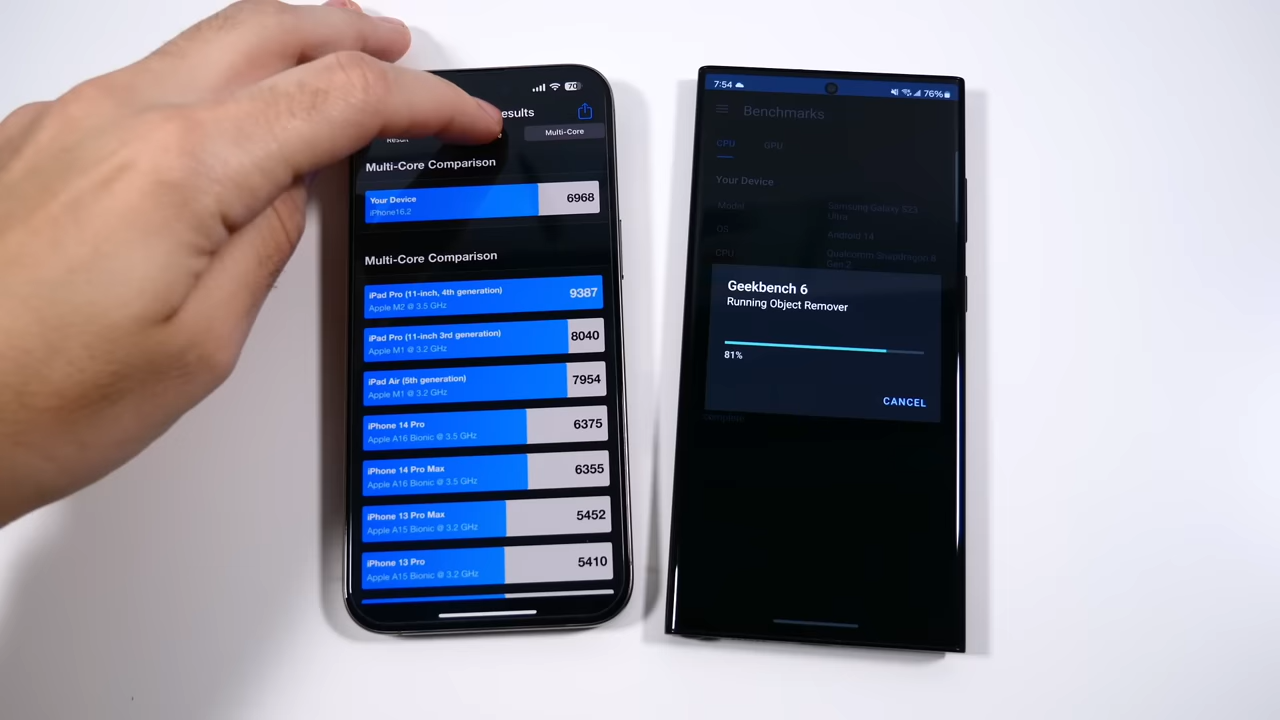 70
esults
Result
Multi-Core
Multi-Core Comparison
Your Device
iPhone16,2
6968
Multi-Core Comparison
iPad Pro (11-inch, 4th generation)
Apple M2 @ 3.5 GHz
9387
iPad Pro (11-inch 3rd generation)
Apple M1 @ 3.2 GHz
8040
iPad Air (5th generation)
Apple M1 @ 3.2 GHz
7954
iPhone 14 Pro
Apple A16 Bionic @ 3.5 GHz
6375
iPhone 14 Pro Max
Apple A16 Bionic @ 3.5 GHz
6355
iPhone 13 Pro Max
Apple A15 Bionic @ 3.2 GHz
5452
iPhone 13 Pro
Apple A15 Bionic @ 3.2 GHz
5410
7:54
76%
Benchmarks
CPU
GPU
Your Device
Model
Samsung Galaxy S23
Ultra
OS
Android 14
CPU
Qualcomm Snapdragon 8
Gen 2
Geekbench 6
Running Object Remover
81%
CANCEL
complete.